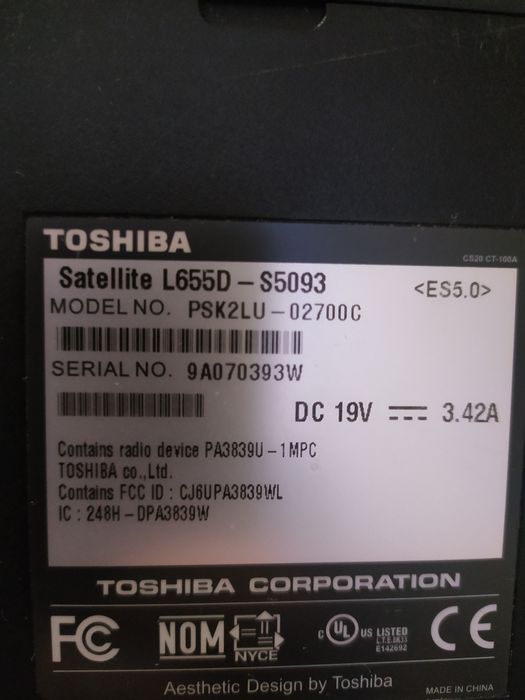 TOSHIBA
CS20 CT-100A
Satellite L655D-S5093 <ES5.0>
MODEL NO. PSK2LU-02700C
SERIAL NO. 9A070393W
DC 19V ⎓ 3.42A
Contains radio device PA3839U-1MPC
TOSHIBA co.,Ltd.
Contains FCC ID : CJ6UPA3839WL
IC : 248H-DPA3839W
TOSHIBA CORPORATION
FC NOM NYCE C UL US LISTED CE
E142692
Aesthetic Design by Toshiba
MADE IN CHINA